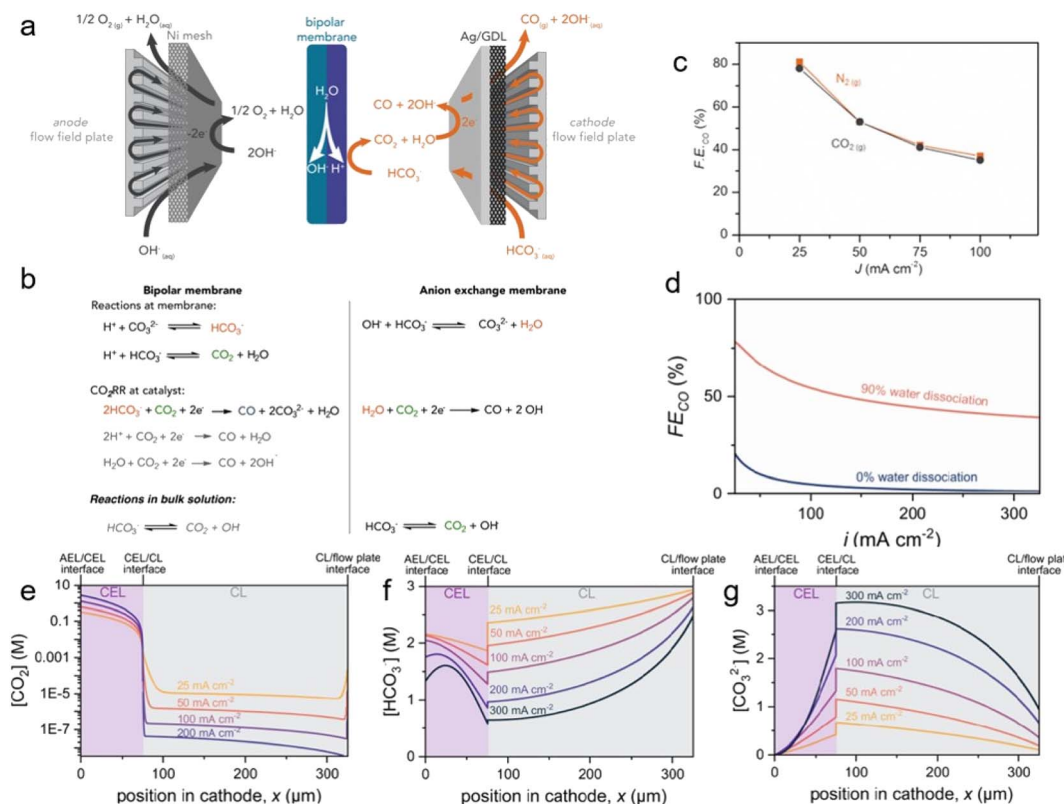 a
1/2 O2 (g) + H2O(aq)
Ni mesh
anode
flow field plate
-2e-
1/2 O2 + H2O
2OH-
OH- (aq)
bipolar
membrane
H2O
OH- H+
CO(g) + 2OH-(aq)
Ag/GDL
CO + 2OH-
2e-
CO2 + H2O
HCO3-
cathode
flow field plate
HCO3- (aq)
b
Bipolar membrane
Reactions at membrane:
H+ + CO3 2- ⇌ HCO3-
H+ + HCO3- ⇌ CO2 + H2O
CO2RR at catalyst:
2HCO3- + CO2 + 2e- → CO + 2CO3 2- + H2O
2H+ + CO2 + 2e- → CO + H2O
H2O + CO2 + 2e- → CO + 2OH-
Reactions in bulk solution:
HCO3- ⇌ CO2 + OH-
Anion exchange membrane
OH- + HCO3- ⇌ CO3 2- + H2O
H2O + CO2 + 2e- → CO + 2 OH
HCO3- ⇌ CO2 + OH-
c
F.E.CO (%)
80
60
40
20
0
N2 (g)
CO2 (g)
0 25 50 75 100
J (mA cm-2)
d
FECO (%)
100
50
0
90% water dissociation
0% water dissociation
100 200 300
i (mA cm-2)
e
AEL/CEL
interface
CEL/CL
interface
CL/flow plate
interface
CEL
CL
[CO2] (M)
10
0.1
0.001
1E-5
1E-7
25 mA cm-2
50 mA cm-2
100 mA cm-2
200 mA cm-2
0 100 200 300
position in cathode, x (µm)
f
AEL/CEL
interface
CEL/CL
interface
CL/flow plate
interface
CEL
CL
[HCO3-] (M)
3
2
1
0
25 mA cm-2
50 mA cm-2
100 mA cm-2
200 mA cm-2
300 mA cm-2
0 100 200 300
position in cathode, x (µm)
g
AEL/CEL
interface
CEL/CL
interface
CL/flow plate
interface
CEL
CL
[CO3 2-] (M)
3
2
1
0
300 mA cm-2
200 mA cm-2
100 mA cm-2
50 mA cm-2
25 mA cm-2
0 100 200 300
position in cathode, x (µm)